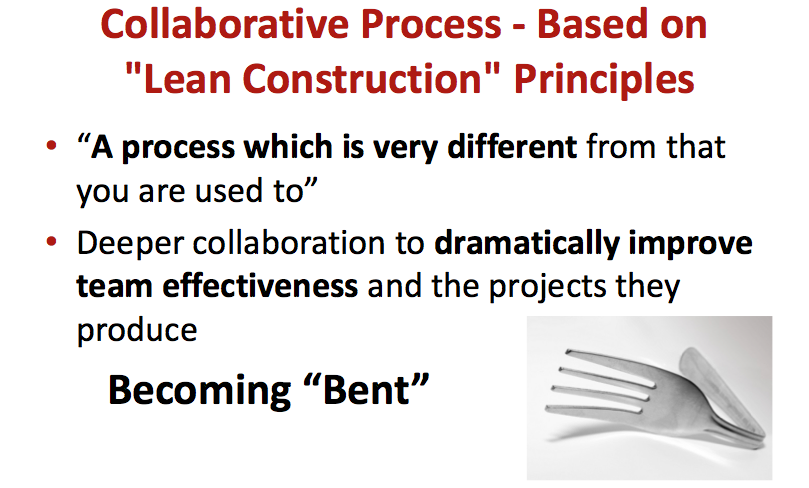 Collaborative Process - Based on
"Lean Construction" Principles
• “A process which is very different from that
you are used to”
• Deeper collaboration to dramatically improve
team effectiveness and the projects they
produce
Becoming “Bent”